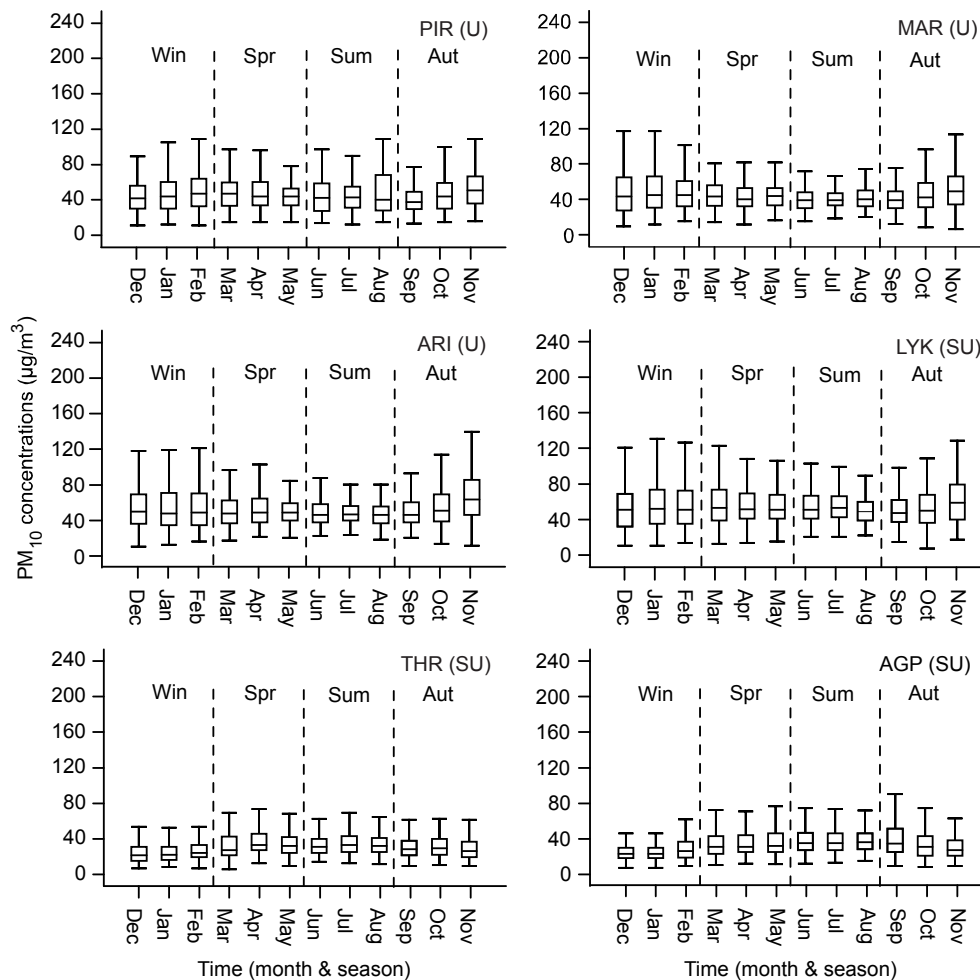 PM10 concentrations (μg/m³)
PIR (U)
240
200
160
120
80
40
0
Win
Spr
Sum
Aut
Dec
Jan
Feb
Mar
Apr
May
Jun
Jul
Aug
Sep
Oct
Nov
MAR (U)
240
200
160
120
80
40
0
Win
Spr
Sum
Aut
Dec
Jan
Feb
Mar
Apr
May
Jun
Jul
Aug
Sep
Oct
Nov
ARI (U)
240
200
160
120
80
40
0
Win
Spr
Sum
Aut
Dec
Jan
Feb
Mar
Apr
May
Jun
Jul
Aug
Sep
Oct
Nov
LYK (SU)
240
200
160
120
80
40
0
Win
Spr
Sum
Aut
Dec
Jan
Feb
Mar
Apr
May
Jun
Jul
Aug
Sep
Oct
Nov
THR (SU)
240
200
160
120
80
40
0
Win
Spr
Sum
Aut
Dec
Jan
Feb
Mar
Apr
May
Jun
Jul
Aug
Sep
Oct
Nov
Time (month & season)
AGP (SU)
240
200
160
120
80
40
0
Win
Spr
Sum
Aut
Dec
Jan
Feb
Mar
Apr
May
Jun
Jul
Aug
Sep
Oct
Nov
Time (month & season)